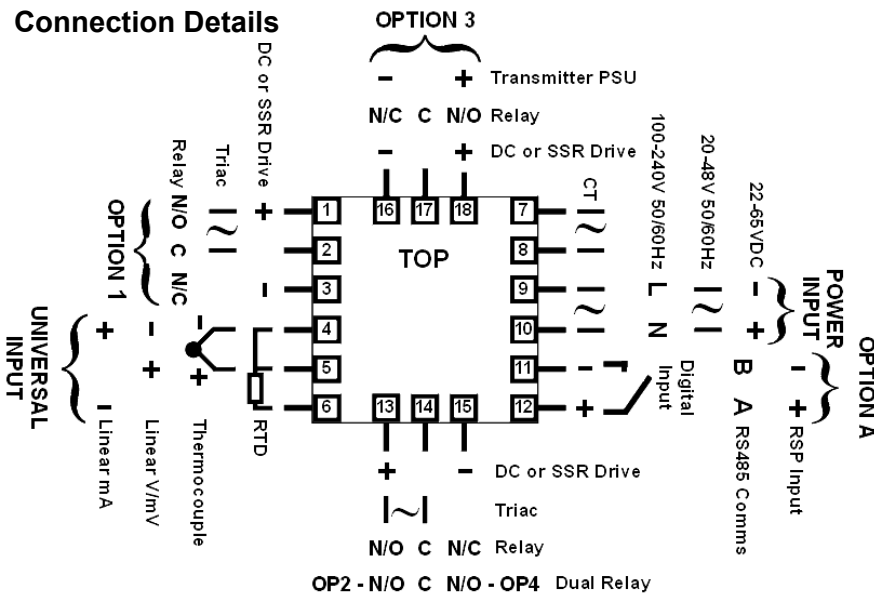 Connection Details
OPTION 3
- + Transmitter PSU
N/C C N/O Relay
- + DC or SSR Drive
16 17 18
TOP
1
2
3
4
5
6
7
8
9
10
11
12
13 14 15
DC or SSR Drive
+
-
Triac
~
Relay N/O C N/C
OPTION 1
UNIVERSAL
INPUT
+ - Linear mA
- + Linear V/mV
- + Thermocouple
RTD
CT
~
~
100-240V 50/60Hz
L
N
20-48V 50/60Hz
~
22-65VDC
-
+
POWER
INPUT
OPTION A
- +
Digital
Input
B A RS485 Comms
- + RSP Input
+ - DC or SSR Drive
~ Triac
N/O C N/C Relay
OP2 - N/O C N/O - OP4 Dual Relay